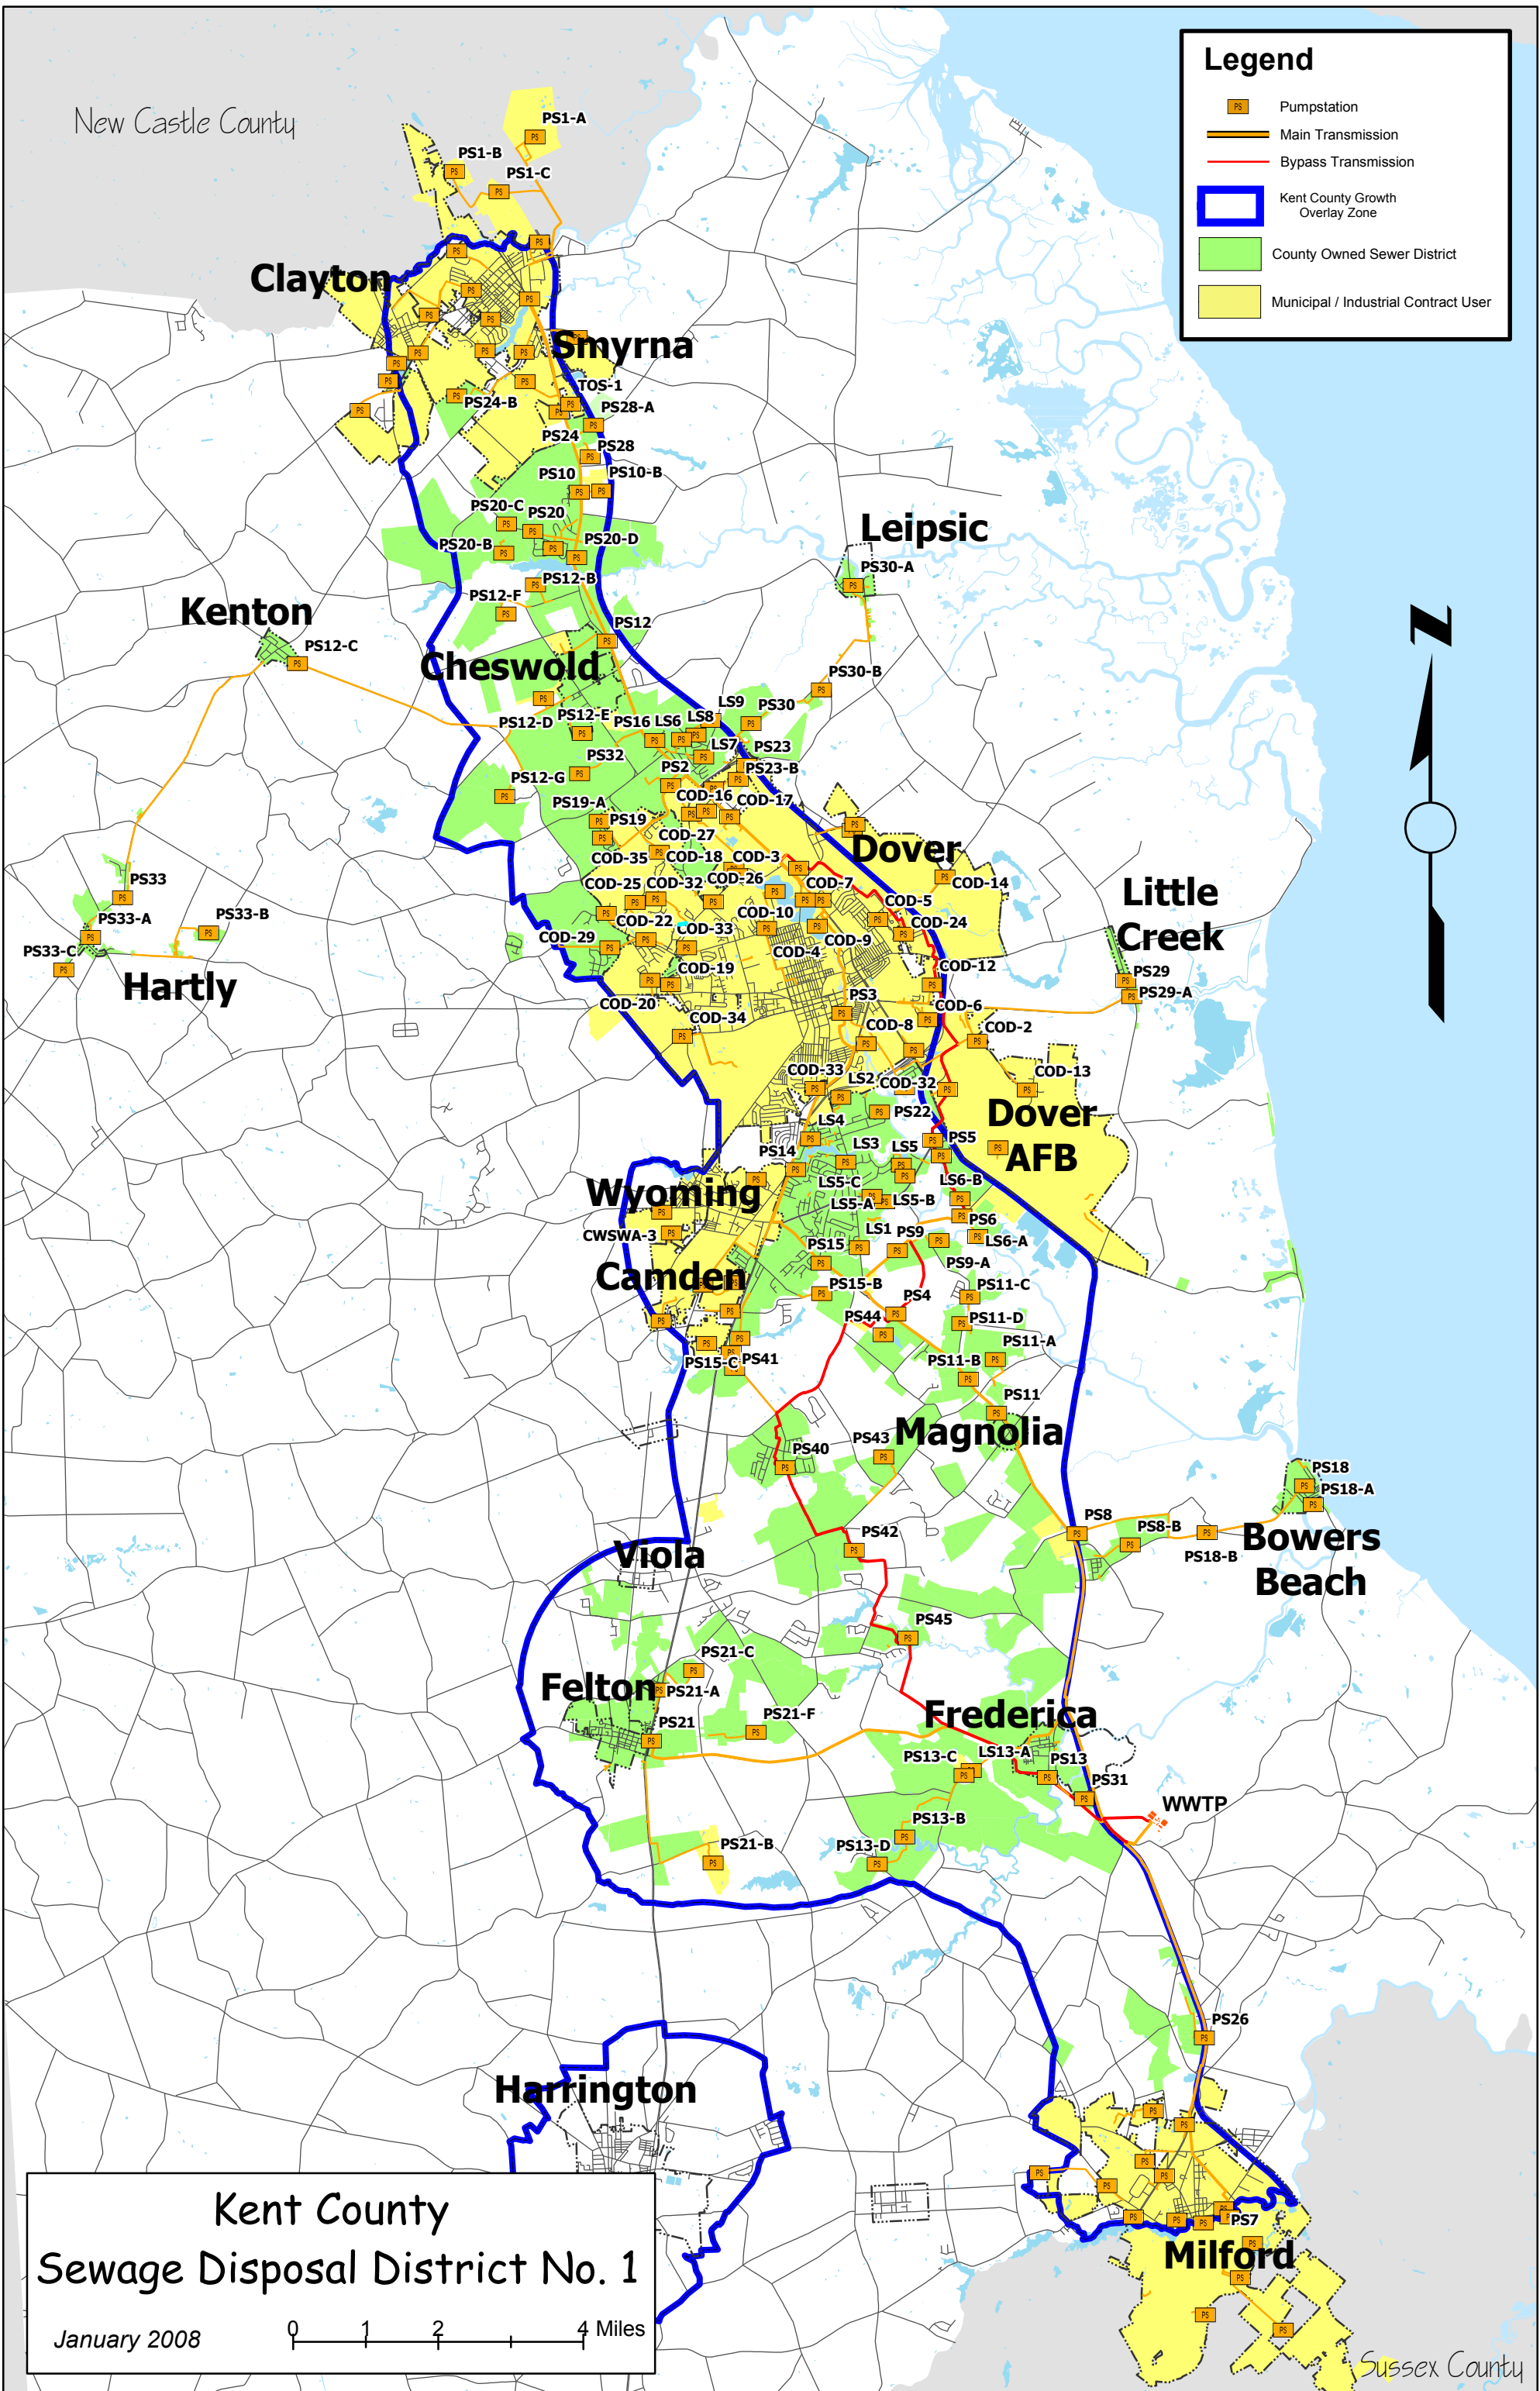 New Castle County
Legend
PS
Pumpstation
Main Transmission
Bypass Transmission
Kent County Growth
Overlay Zone
County Owned Sewer District
Municipal / Industrial Contract User
PS1-A
PS1-B
PS1-C
Clayton
Smyrna
TOS-1
PS24-B
PS28-A
PS24
PS28
PS10
PS10-B
PS20-C
PS20
PS20-B
PS20-D
Leipsic
PS30-A
PS12-B
PS12-F
Kenton
PS12-C
PS12
Cheswold
PS30-B
N
PS12-D
PS12-E
PS16
LS6
LS8
LS9
PS30
LS7
PS23
PS32
PS2
PS23-B
PS12-G
COD-16
COD-17
PS19-A
PS19
COD-27
COD-35
COD-18
COD-3
Dover
COD-14
COD-25
COD-32
COD-26
COD-7
COD-5
Little
Creek
PS33
PS33-A
PS33-B
PS33-C
Hartly
COD-22
COD-33
COD-10
COD-24
COD-29
COD-9
COD-4
COD-19
COD-12
PS29
PS29-A
COD-20
PS3
COD-6
COD-34
COD-8
COD-2
COD-33
LS2
COD-32
COD-13
PS22
Dover
AFB
LS4
PS14
LS3
LS5
PS5
LS5-C
LS6-B
Wyoming
LS5-A
LS5-B
CWSWA-3
LS1
PS9
PS6
LS6-A
PS15
PS9-A
Camden
PS15-B
PS11-C
PS4
PS44
PS11-D
PS15-C
PS41
PS11-A
PS11-B
PS11
Magnolia
PS43
PS40
PS18
PS18-A
PS8
PS8-B
PS18-B
Bowers
Beach
PS42
Viola
PS45
PS21-C
Felton
PS21-A
PS21
PS21-F
Frederica
PS13-C
LS13-A
PS13
PS31
WWTP
PS13-B
PS13-D
PS21-B
PS26
Harrington
PS7
Milford
Kent County
Sewage Disposal District No. 1
January 2008
0 1 2 4 Miles
Sussex County